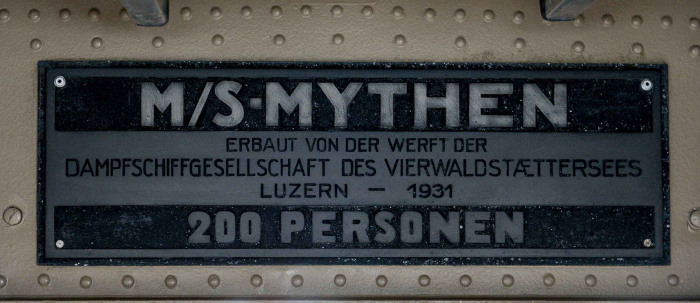 M/S-MYTHEN
ERBAUT VON DER WERFT DER
DAMPFSCHIFFGESELLSCHAFT DES VIERWALDSTÆTTERSEES
LUZERN – 1931
200 PERSONEN